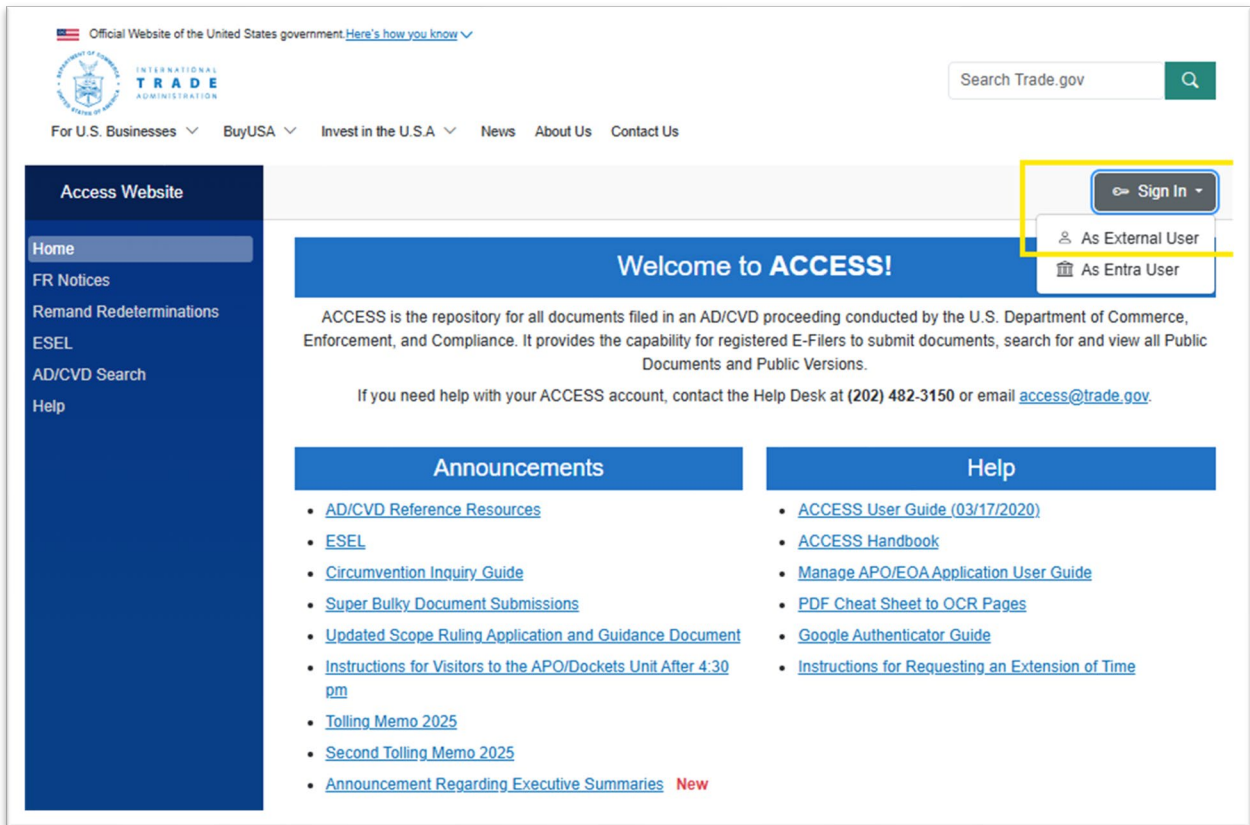 Official Website of the United States government.Here's how you know
INTERNATIONAL
TRADE
ADMINISTRATION
Search Trade.gov
For U.S. Businesses
BuyUSA
Invest in the U.S.A
News
About Us
Contact Us
Access Website
Sign In
As External User
As Entra User
Home
FR Notices
Remand Redeterminations
ESEL
AD/CVD Search
Help
Welcome to ACCESS!
ACCESS is the repository for all documents filed in an AD/CVD proceeding conducted by the U.S. Department of Commerce,
Enforcement, and Compliance. It provides the capability for registered E-Filers to submit documents, search for and view all Public
Documents and Public Versions.
If you need help with your ACCESS account, contact the Help Desk at (202) 482-3150 or email access@trade.gov.
Announcements
AD/CVD Reference Resources
ESEL
Circumvention Inquiry Guide
Super Bulky Document Submissions
Updated Scope Ruling Application and Guidance Document
Instructions for Visitors to the APO/Dockets Unit After 4:30
pm
Tolling Memo 2025
Second Tolling Memo 2025
Announcement Regarding Executive Summaries New
Help
ACCESS User Guide (03/17/2020)
ACCESS Handbook
Manage APO/EOA Application User Guide
PDF Cheat Sheet to OCR Pages
Google Authenticator Guide
Instructions for Requesting an Extension of Time